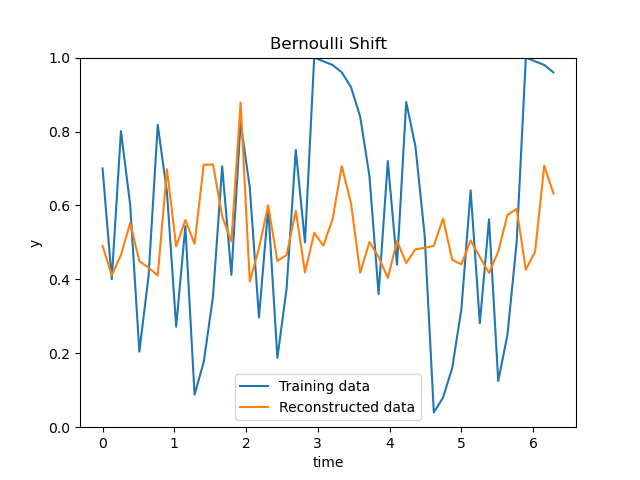 Bernoulli Shift
1.0
0.8
0.6
0.4
0.2
0.0
y
Training data
Reconstructed data
0 1 2 3 4 5 6
time